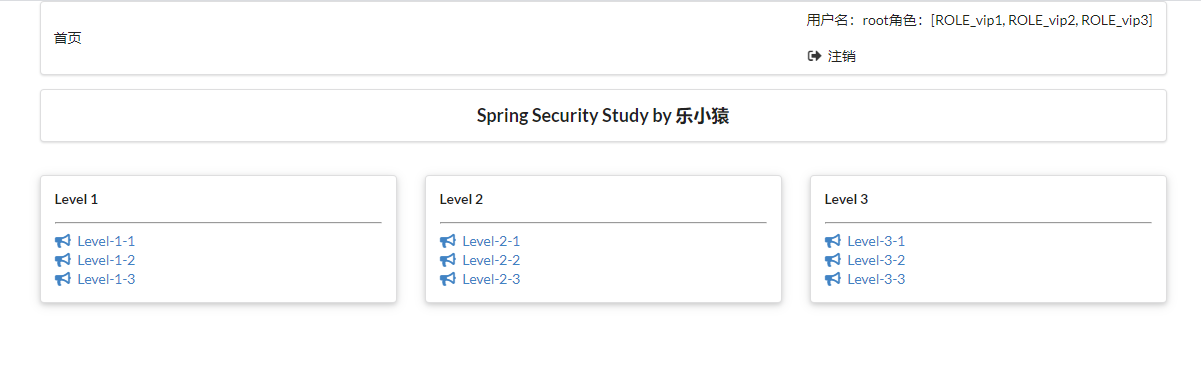 首页
用户名：root角色：[ROLE_vip1, ROLE_vip2, ROLE_vip3]
注销
Spring Security Study by 乐小猿
Level 1
Level-1-1
Level-1-2
Level-1-3
Level 2
Level-2-1
Level-2-2
Level-2-3
Level 3
Level-3-1
Level-3-2
Level-3-3